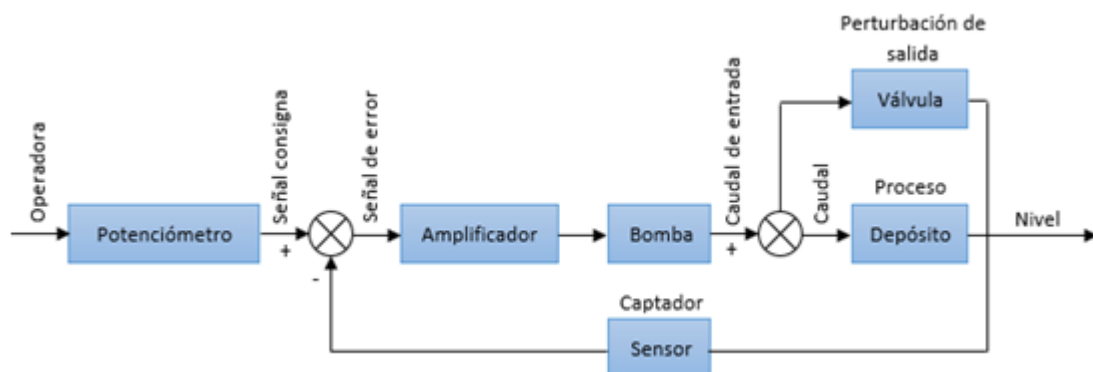 Perturbación de
salida
Válvula
Operadora
Potenciómetro
Señal consigna
+
-
Señal de error
Amplificador
Bomba
Caudal de entrada
+
Caudal
Proceso
Depósito
Nivel
Captador
Sensor